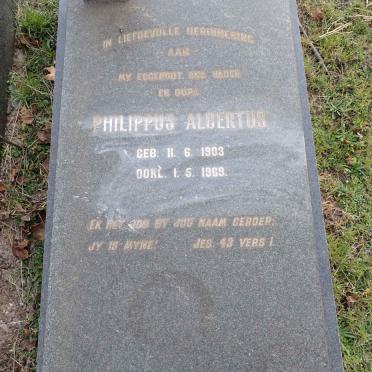 IN LIEFDEVOLLE HERINNERING
- AAN -
MY EGGENOOT, ONS VADER
EN OUPA
PHILIPPUS ALBERTUS
GEB. 11. 6. 1903
OORL. 1. 5. 1969.
EK HET JOU BY JOU NAAM GEROEP,
JY IS MYNE! JES. 43 VERS 1.